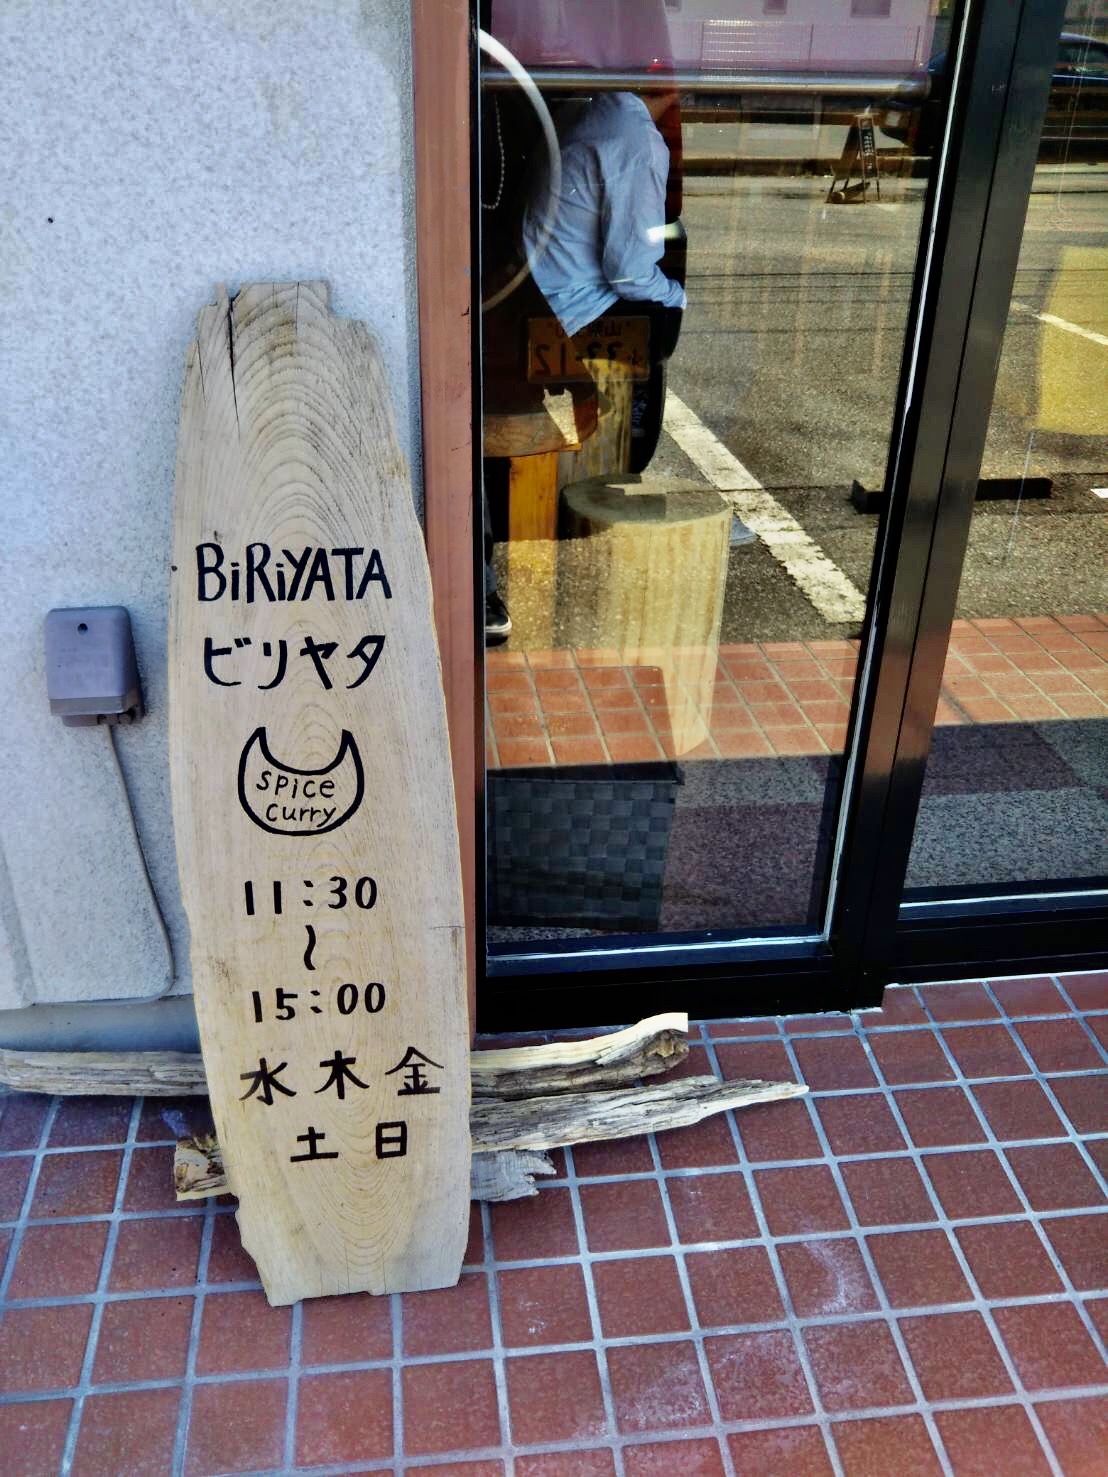 BiRiYATA
ビリヤタ
spice
curry
11:30
~
15:00
水 木 金
土 日